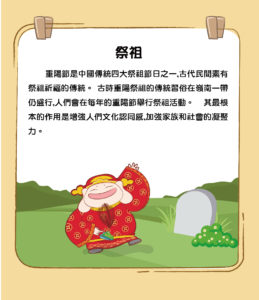 祭祖
重陽節是中國傳統四大祭祖節日之一,古代民間素有
祭祖祈福的傳統。 古時重陽祭祖的傳統習俗在嶺南一帶
仍盛行,人們會在每年的重陽節舉行祭祖活動。 其最根
本的作用是增強人們文化認同感,加強家族和社會的凝聚
力。